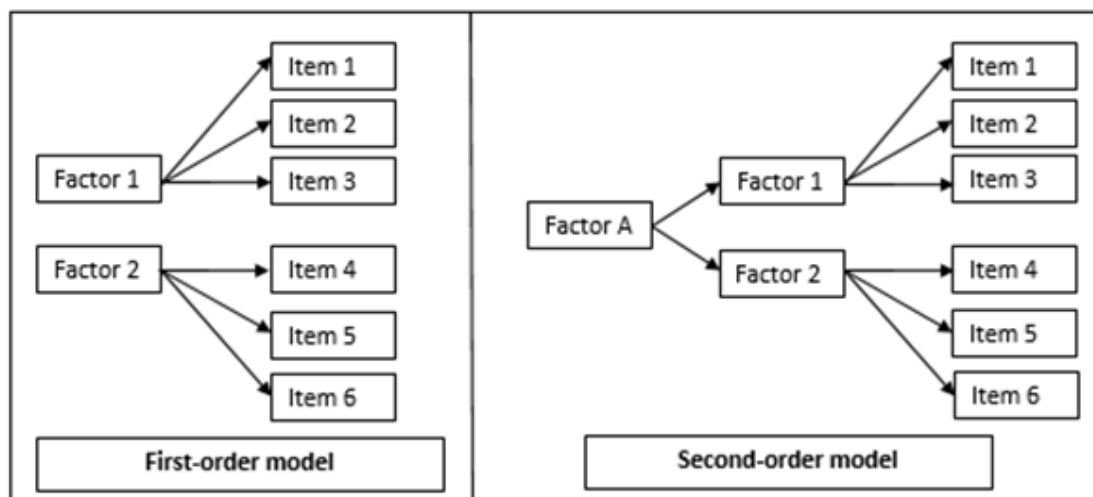 Item 1
Item 2
Factor 1
Item 3
Factor 2
Item 4
Item 5
Item 6
First-order model
Item 1
Item 2
Factor 1
Item 3
Factor A
Factor 2
Item 4
Item 5
Item 6
Second-order model